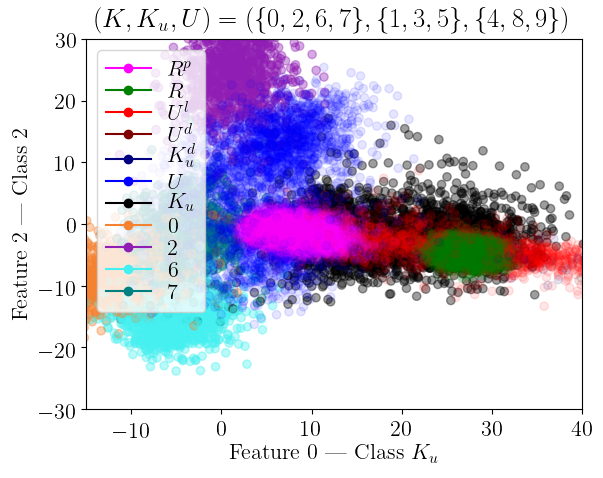 (K, K_u, U) = ({0, 2, 6, 7}, {1, 3, 5}, {4, 8, 9})
30
20
10
0
−10
−20
−30
Feature 2 — Class 2
R^p
R
U^l
U^d
K_u^d
U
K_u
0
2
6
7
−10
0
10
20
30
40
Feature 0 — Class K_u